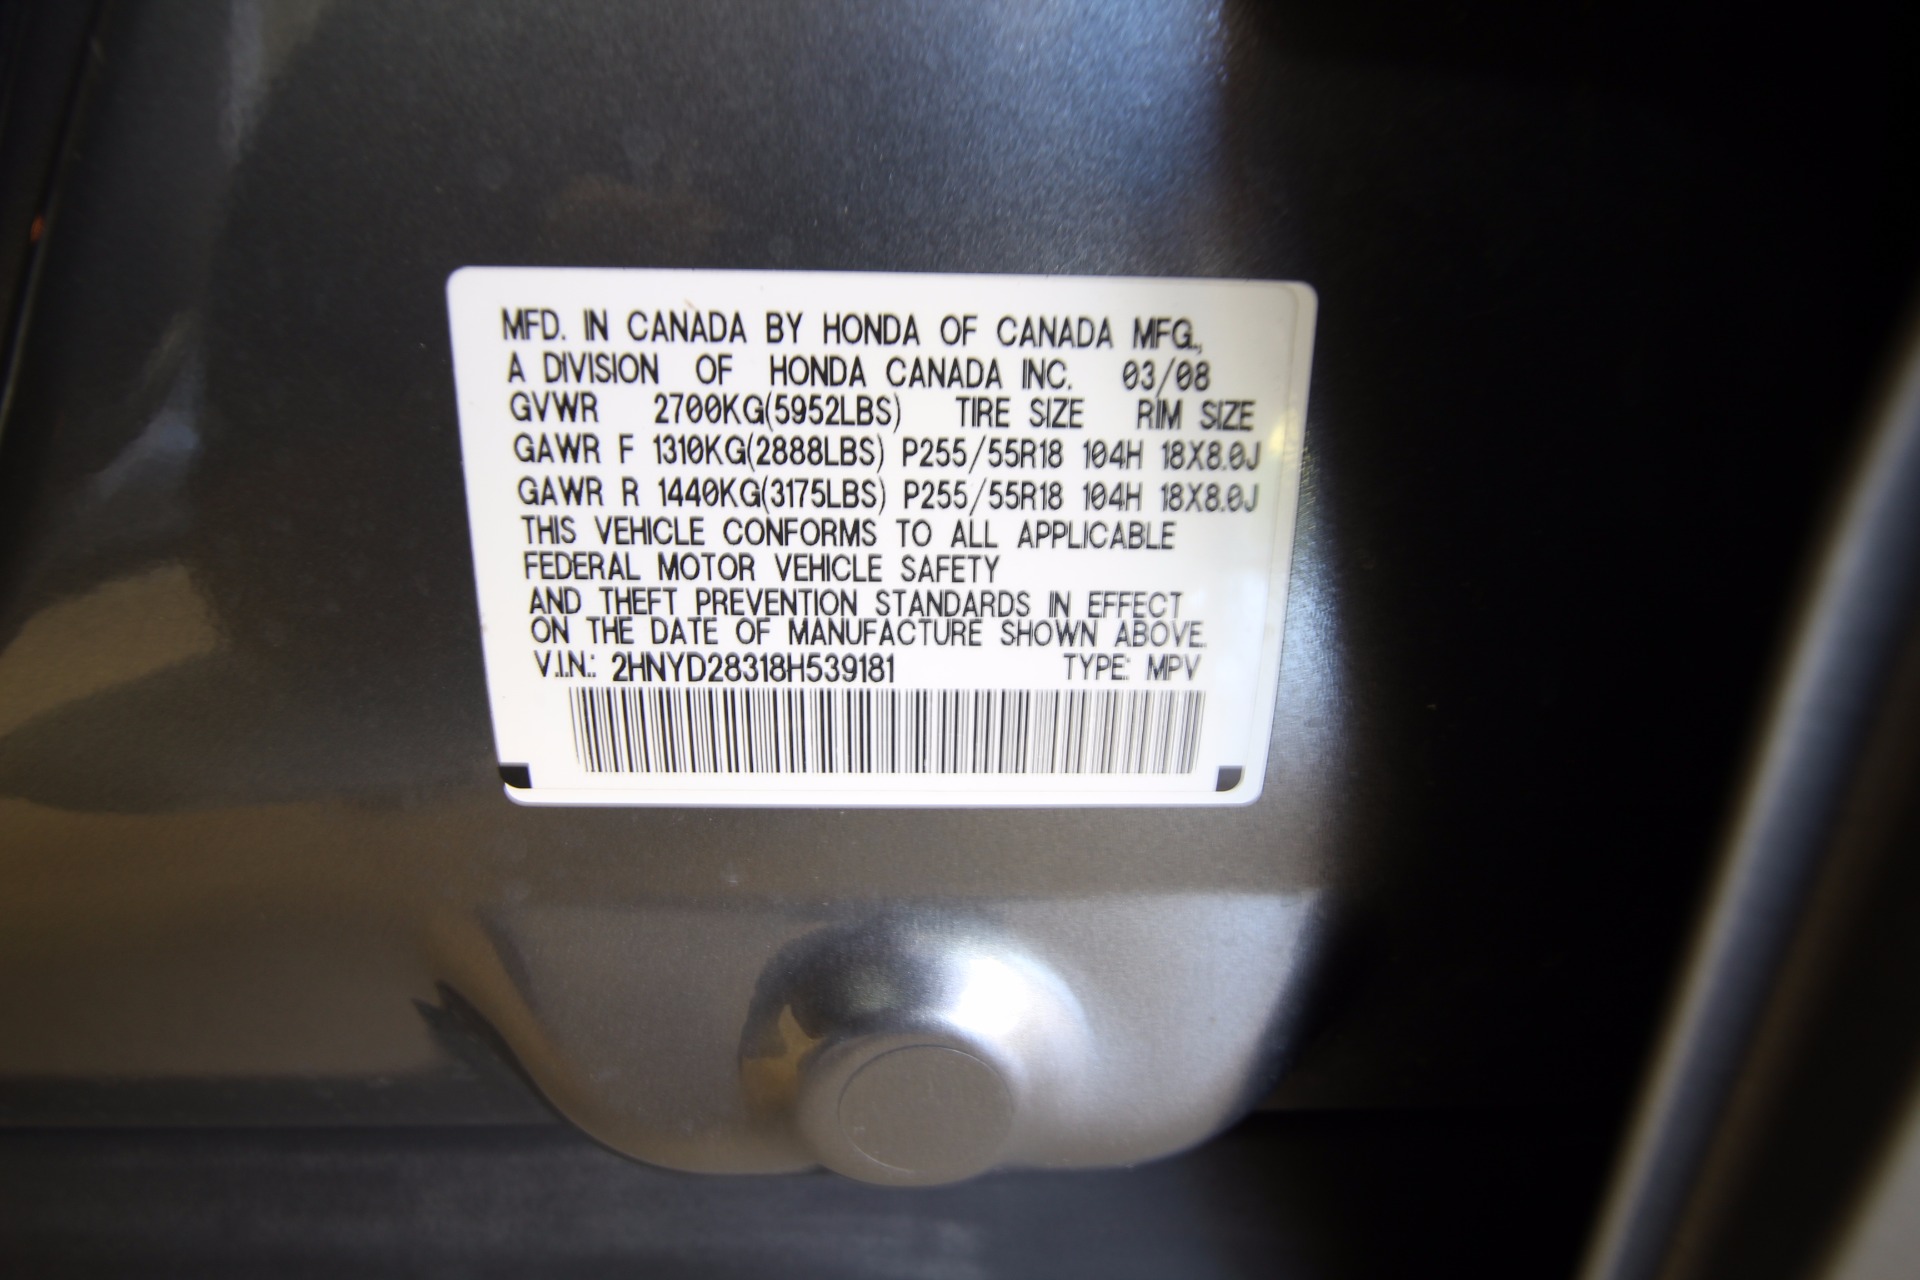 MFD. IN CANADA BY HONDA OF CANADA MFG.,
A DIVISION OF HONDA CANADA INC. 03/08
GVWR 2700KG(5952LBS) TIRE SIZE RIM SIZE
GAWR F 1310KG(2888LBS) P255/55R18 104H 18X8.0J
GAWR R 1440KG(3175LBS) P255/55R18 104H 18X8.0J
THIS VEHICLE CONFORMS TO ALL APPLICABLE
FEDERAL MOTOR VEHICLE SAFETY
AND THEFT PREVENTION STANDARDS IN EFFECT
ON THE DATE OF MANUFACTURE SHOWN ABOVE.
V.I.N.: 2HNYD28318H539181 TYPE: MPV